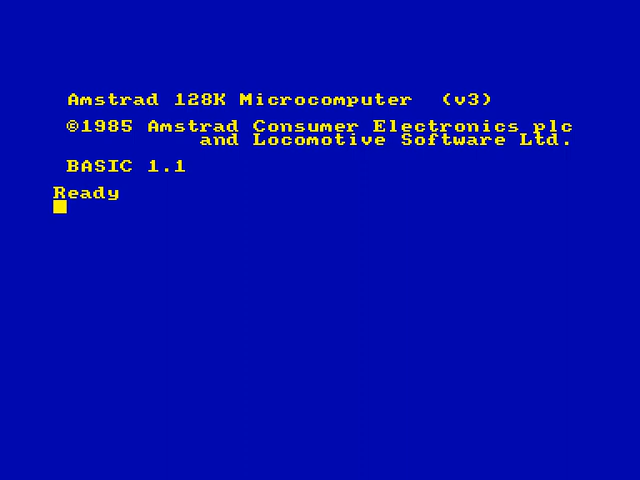 Amstrad 128K Microcomputer (v3)
©1985 Amstrad Consumer Electronics plc
and Locomotive Software Ltd.
BASIC 1.1
Ready